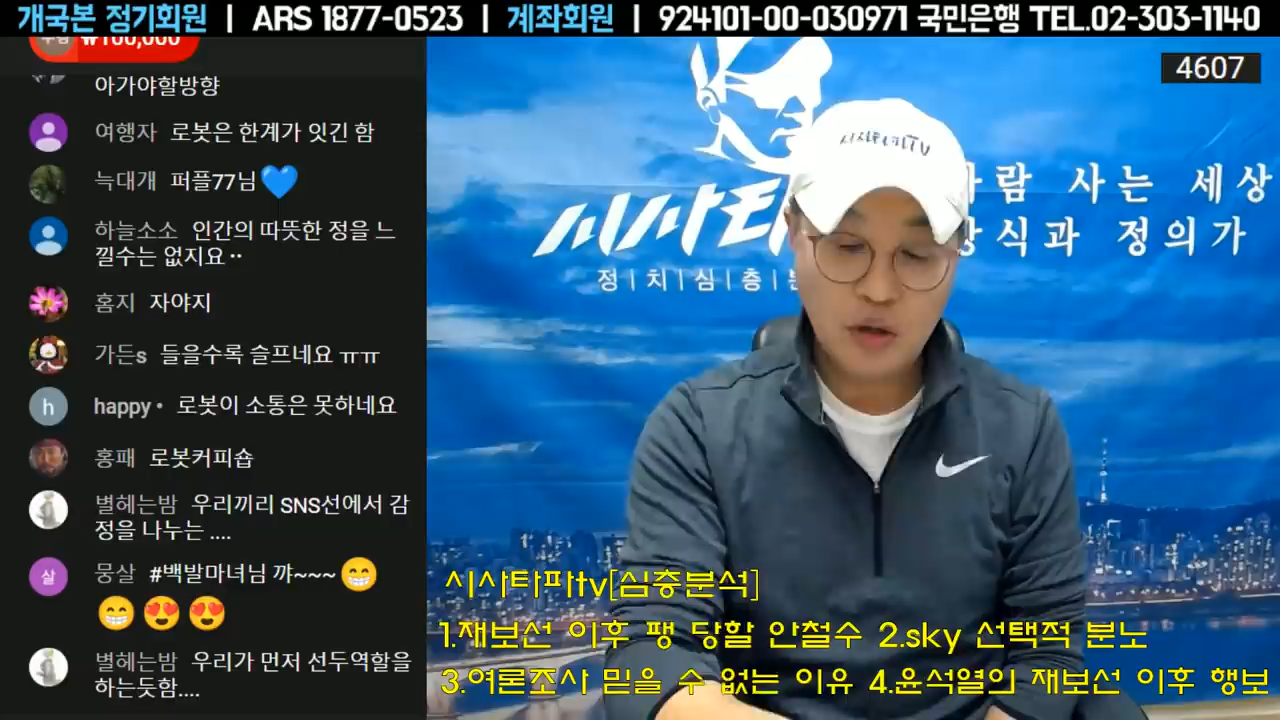 개국본 정기회원 | ARS 1877-0523 | 계좌회원 | 924101-00-030971 국민은행 TEL.02-303-1140
₩100,000
아가야할방향
여행자 로봇은 한계가 잇긴 함
늑대개 퍼플77님💙
하늘소소 인간의 따뜻한 정을 느
낄수는 없지요··
홈지 자야지
가든s 들을수록 슬프네요 ㅠㅠ
h happy • 로봇이 소통은 못하네요
홍패 로봇커피숍
별헤는밤 우리끼리 SNS선에서 감
정을 나누는 ....
살 뭉살 #백발마녀님 꺄~~~😁
😁😍😍
별헤는밤 우리가 먼저 선두역할을
하는듯함....
4607
시사타파TV
시사타
정|치|심|층|
람 사는 세상
식과 정의가
시사타파tv[심층분석]
1.재보선 이후 팽 당할 안철수 2.sky 선택적 분노
3.여론조사 믿을 수 없는 이유 4.윤석열의 재보선 이후 행보